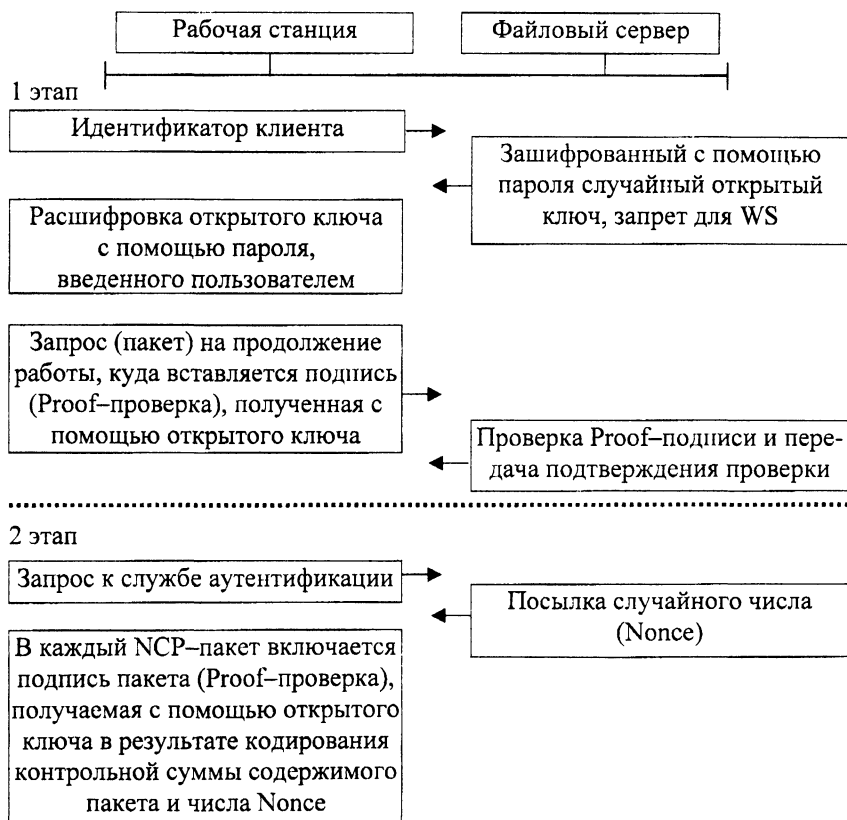 Рабочая станция
Файловый сервер
1 этап
Идентификатор клиента
Зашифрованный с помощью
пароля случайный открытый
ключ, запрет для WS
Расшифровка открытого ключа
с помощью пароля,
введенного пользователем
Запрос (пакет) на продолжение
работы, куда вставляется подпись
(Proof–проверка), полученная с
помощью открытого ключа
Проверка Proof–подписи и пере-
дача подтверждения проверки
2 этап
Запрос к службе аутентификации
Посылка случайного числа
(Nonce)
В каждый NCP–пакет включается
подпись пакета (Proof–проверка),
получаемая с помощью открытого
ключа в результате кодирования
контрольной суммы содержимого
пакета и числа Nonce